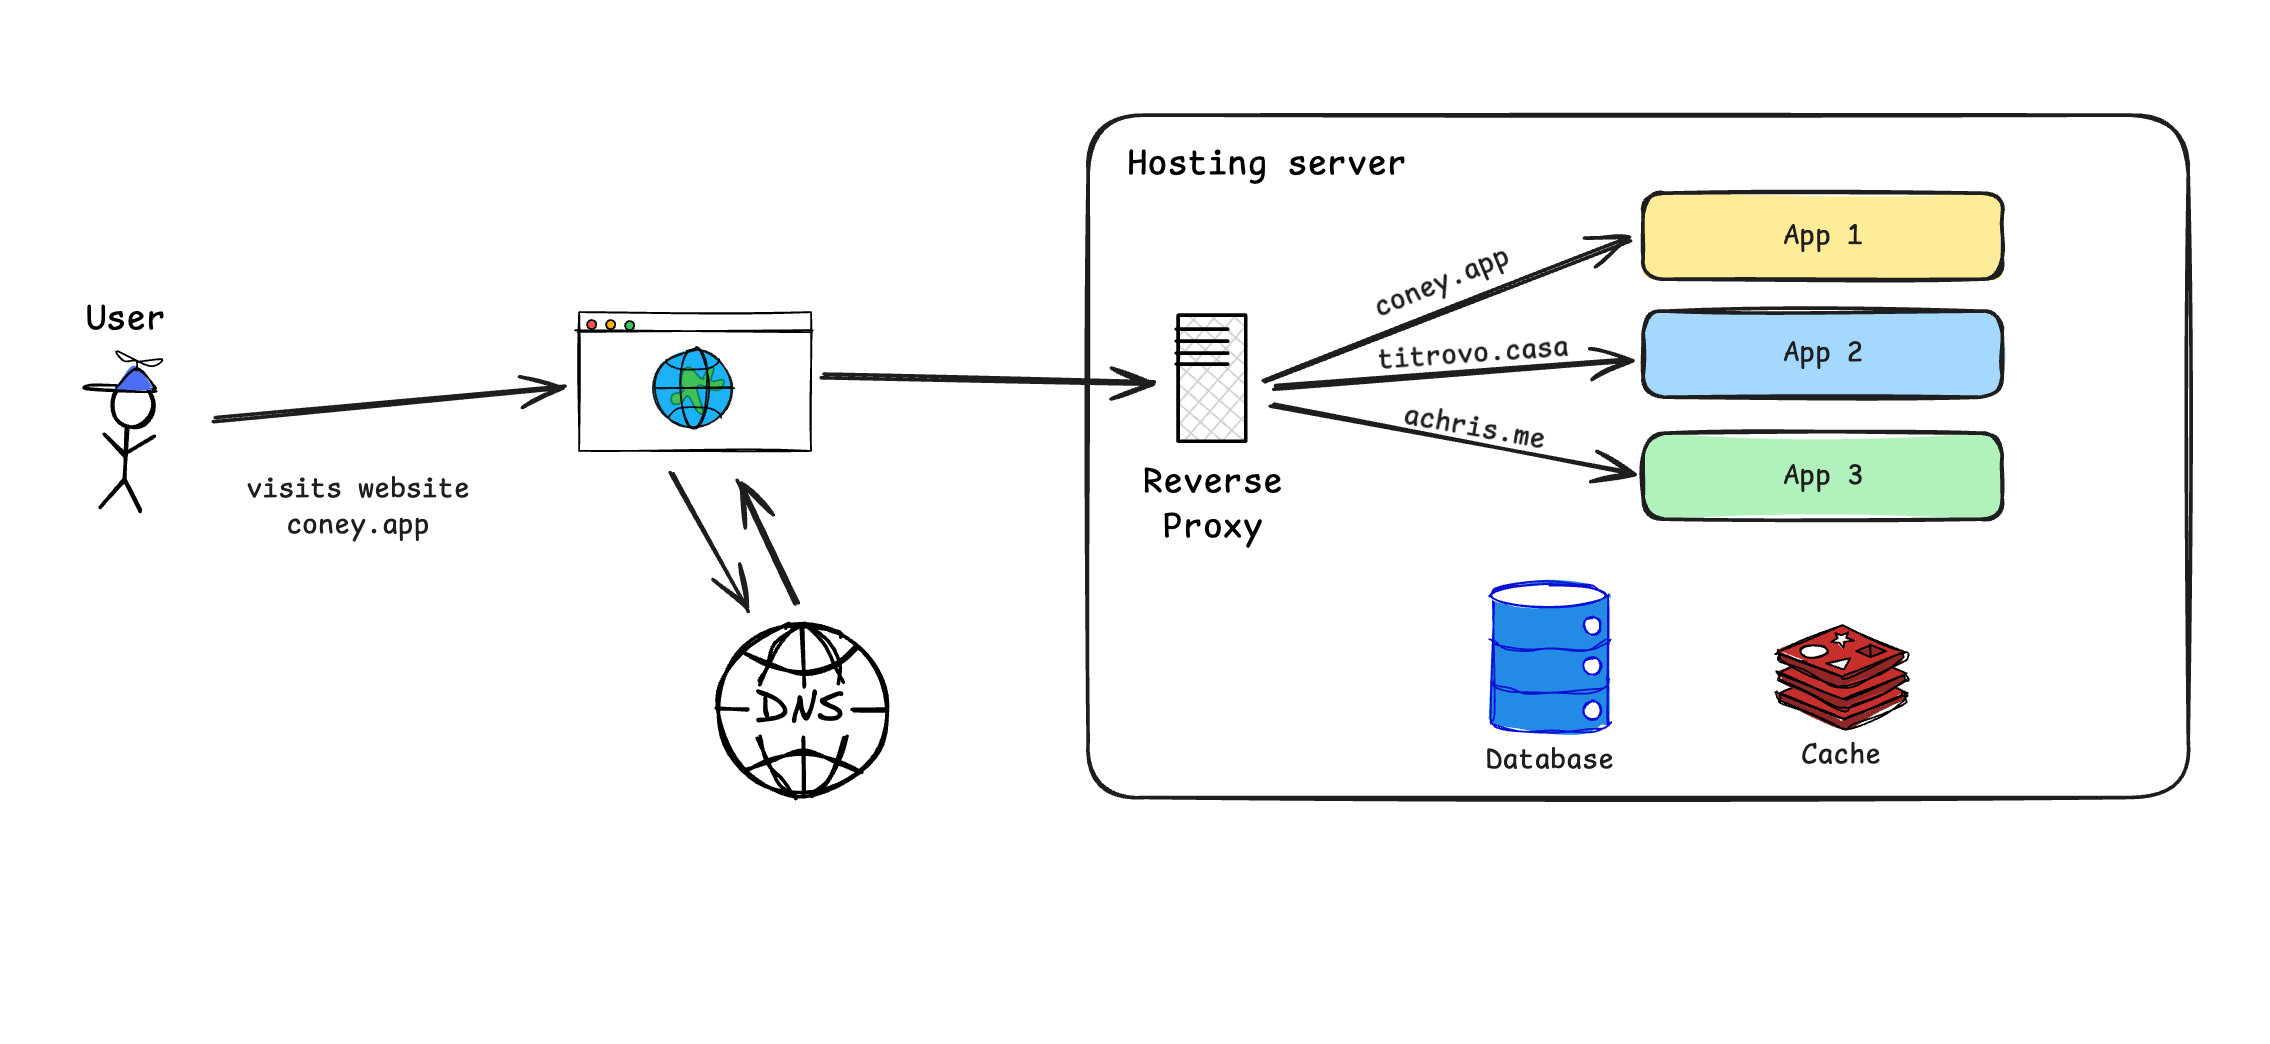 User
visits website
coney.app
DNS
Hosting server
Reverse
Proxy
coney.app
titrovo.casa
achris.me
App 1
App 2
App 3
Database
Cache